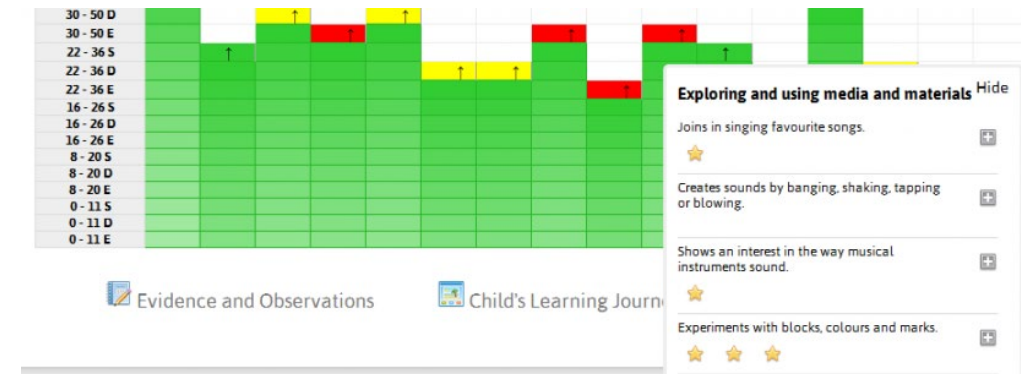 30 - 50 D
30 - 50 E
22 - 36 S
22 - 36 D
22 - 36 E
16 - 26 S
16 - 26 D
16 - 26 E
8 - 20 S
8 - 20 D
8 - 20 E
0 - 11 S
0 - 11 D
0 - 11 E
Evidence and Observations
Child's Learning Journ
Exploring and using media and materials Hide
Joins in singing favourite songs.
Creates sounds by banging, shaking, tapping
or blowing.
Shows an interest in the way musical
instruments sound.
Experiments with blocks, colours and marks.